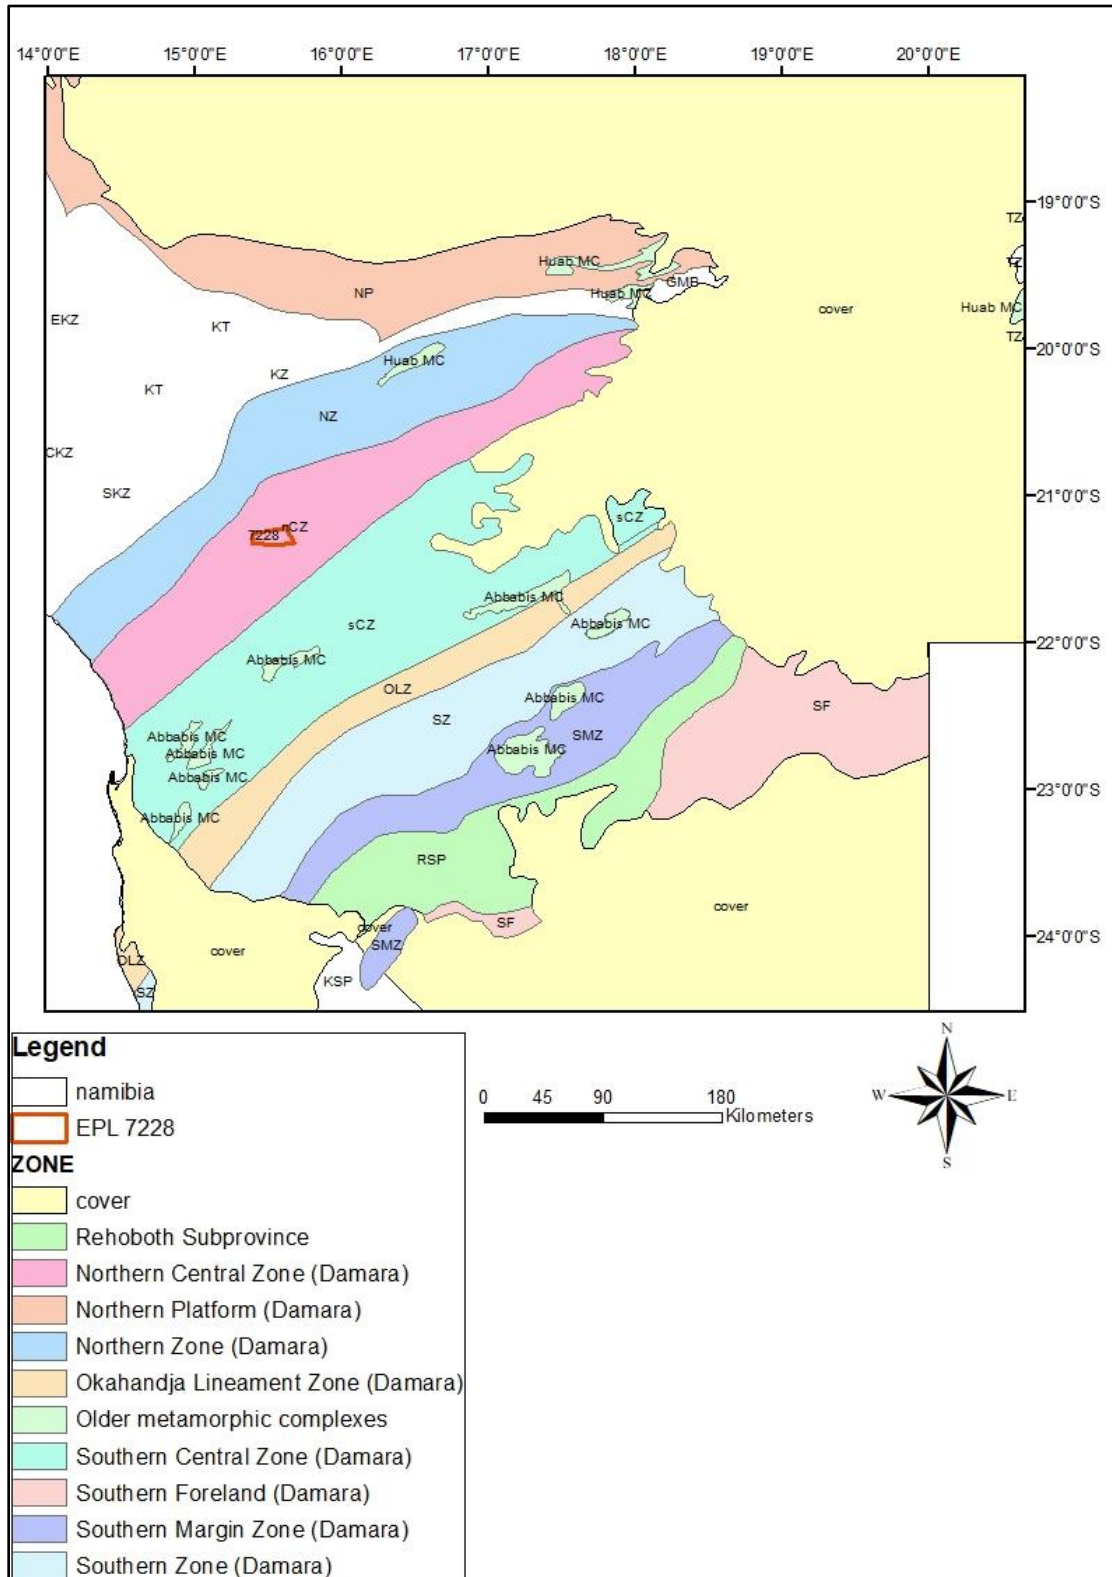 14°0'0"E 15°0'0"E 16°0'0"E 17°0'0"E 18°0'0"E 19°0'0"E 20°0'0"E
19°0'0"S
TZ
Huab MC
TZ
GMB
Huab MC
NP
Huab MC
cover
EKZ
KT
TZ
20°0'0"S
Huab MC
KZ
KT
NZ
CKZ
SKZ
21°0'0"S
sCZ
nCZ
7228
Abbabis MC
sCZ
Abbabis MC
22°0'0"S
Abbabis MC
OLZ
Abbabis MC
SZ
SF
Abbabis MC
SMZ
Abbabis MC
Abbabis MC
Abbabis MC
23°0'0"S
Abbabis MC
RSP
cover
SF
cover
24°0'0"S
SMZ
cover
OLZ
KSP
SZ
Legend
namibia
EPL 7228
ZONE
cover
Rehoboth Subprovince
Northern Central Zone (Damara)
Northern Platform (Damara)
Northern Zone (Damara)
Okahandja Lineament Zone (Damara)
Older metamorphic complexes
Southern Central Zone (Damara)
Southern Foreland (Damara)
Southern Margin Zone (Damara)
Southern Zone (Damara)
0 45 90 180
Kilometers
N
W E
S